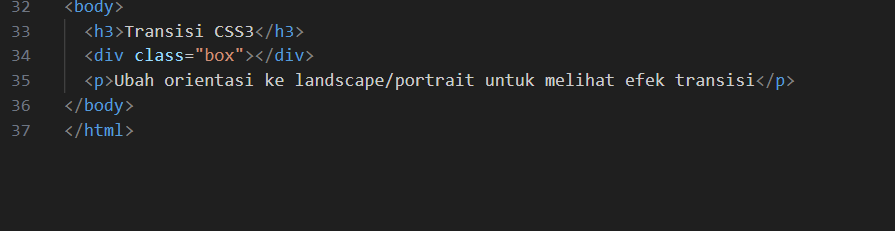 32 <body>
33 <h3>Transisi CSS3</h3>
34 <div class="box"></div>
35 <p>Ubah orientasi ke landscape/portrait untuk melihat efek transisi</p>
36 </body>
37 </html>